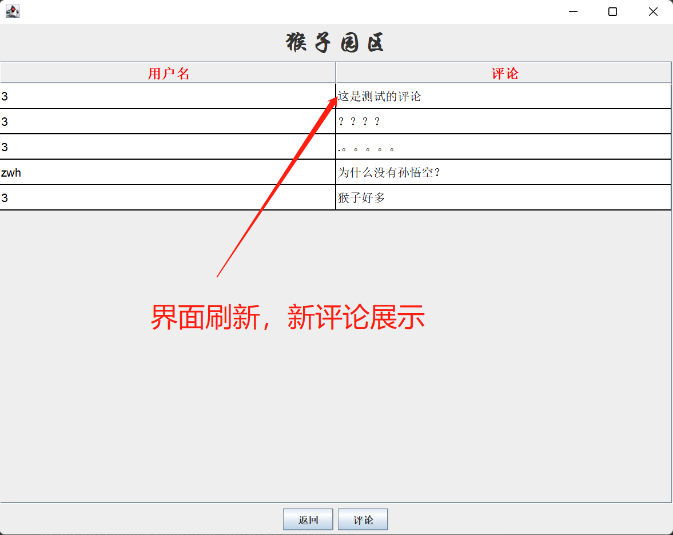 猴子园区
用户名 评论
3 这是测试的评论
3 ？？？？
3 .。。。。。
zwh 为什么没有孙悟空？
3 猴子好多
界面刷新，新评论展示
返回 评论